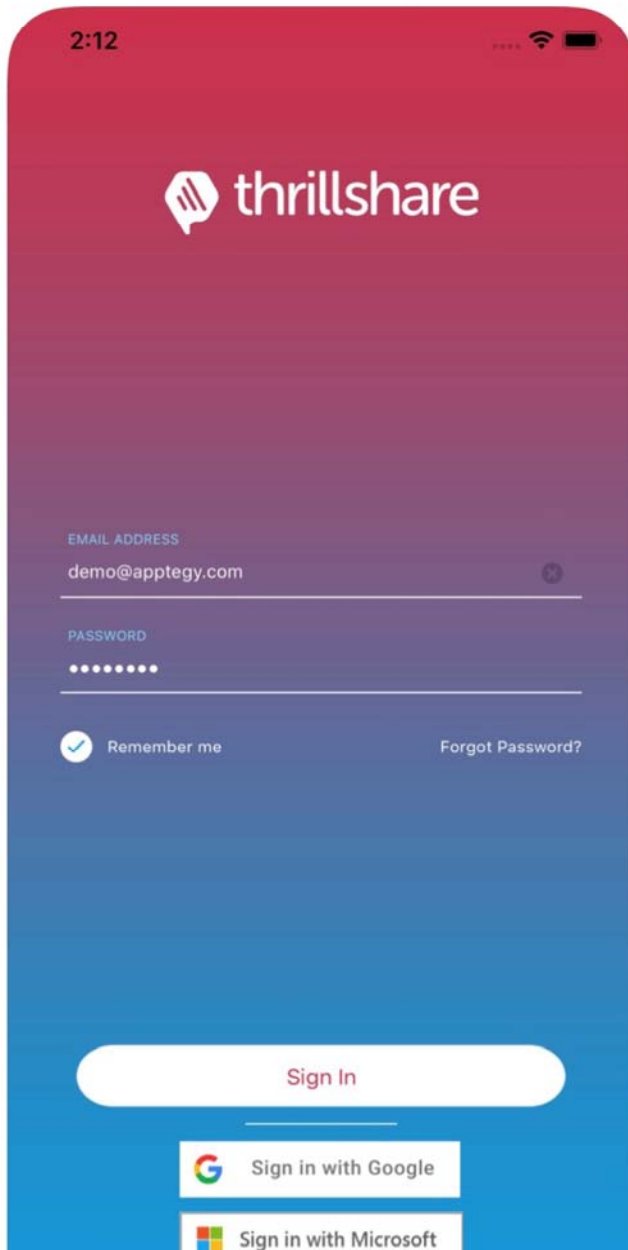 2:12
thrillshare
EMAIL ADDRESS
demo@apptegy.com
PASSWORD
••••••••
Remember me
Forgot Password?
Sign In
Sign in with Google
Sign in with Microsoft